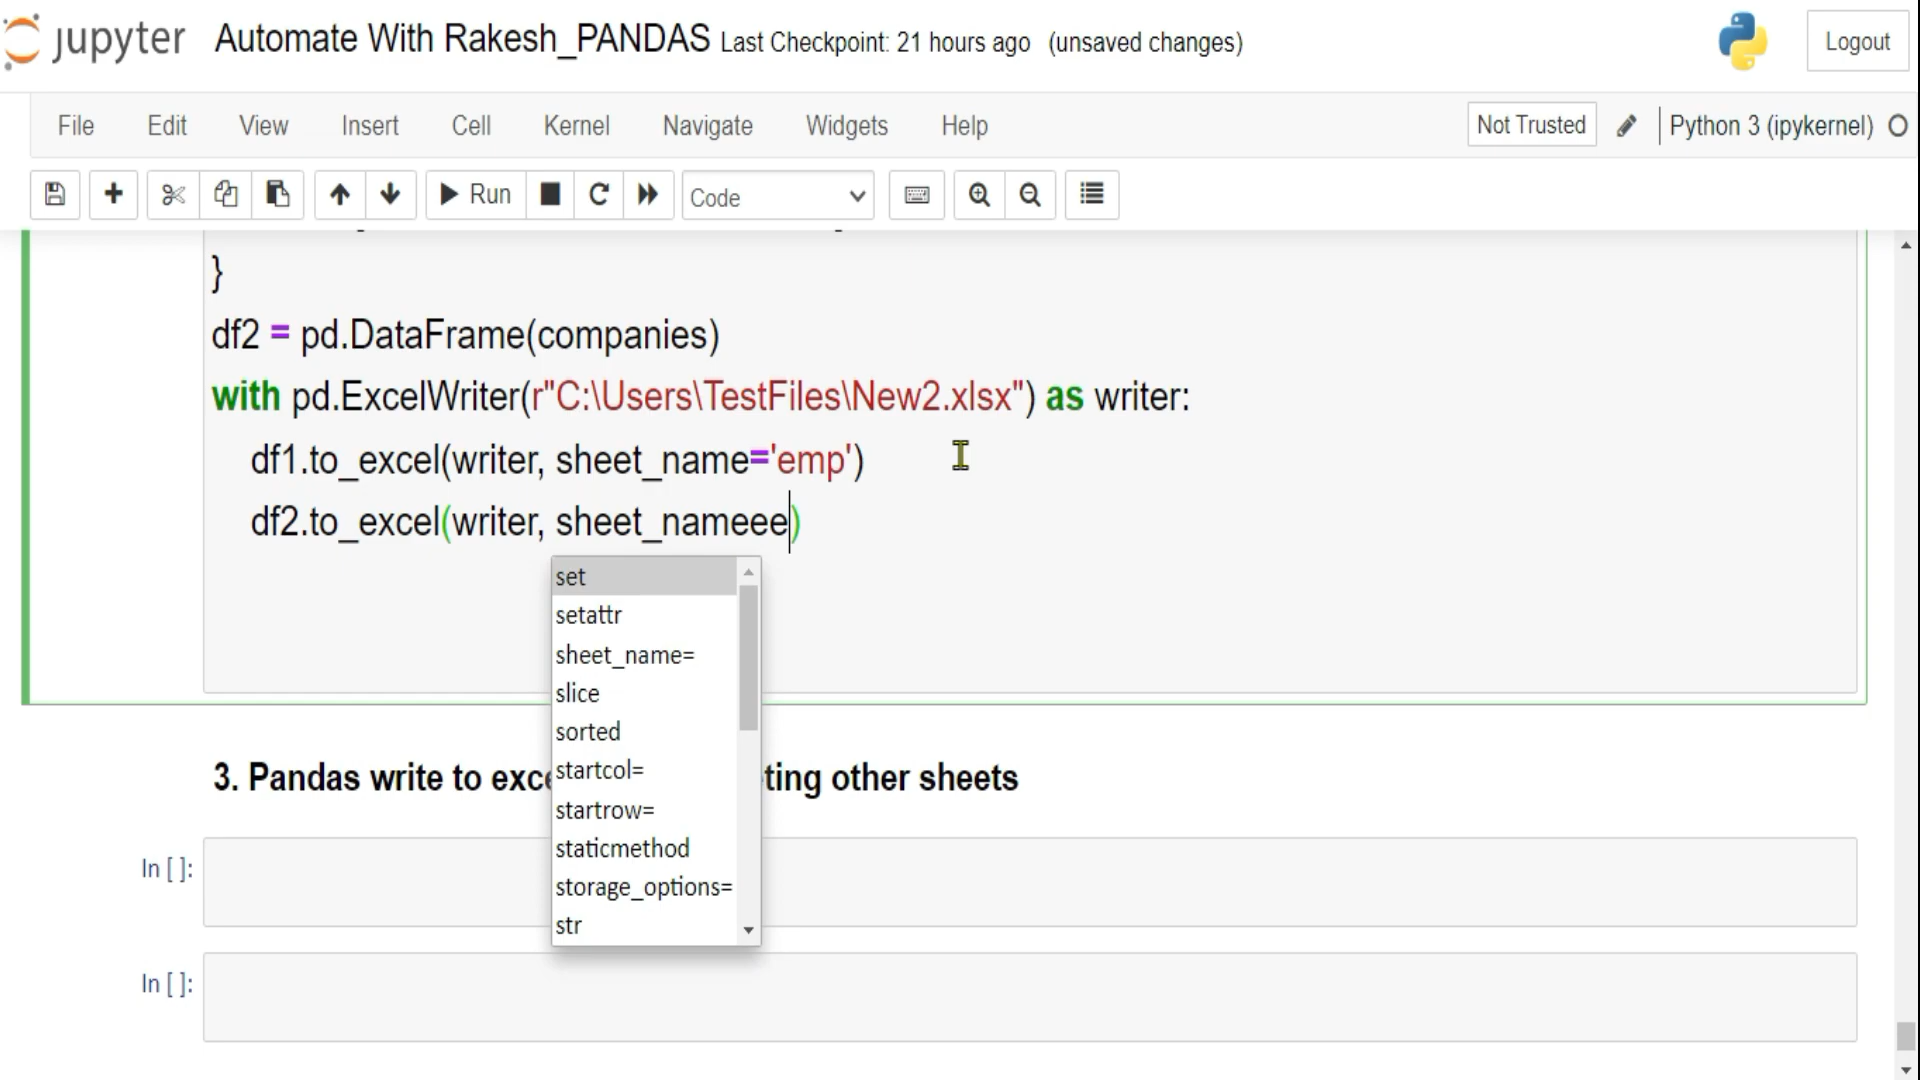 jupyter Automate With Rakesh_PANDAS Last Checkpoint: 21 hours ago (unsaved changes) Logout
File Edit View Insert Cell Kernel Navigate Widgets Help Not Trusted Python 3 (ipykernel)
Run Code
}
df2 = pd.DataFrame(companies)
with pd.ExcelWriter(r"C:\Users\TestFiles\New2.xlsx") as writer:
df1.to_excel(writer, sheet_name='emp')
df2.to_excel(writer, sheet_nameee)
set
setattr
sheet_name=
slice
sorted
startcol=
startrow=
staticmethod
storage_options=
str
3. Pandas write to exce ting other sheets
In [ ]:
In [ ]: